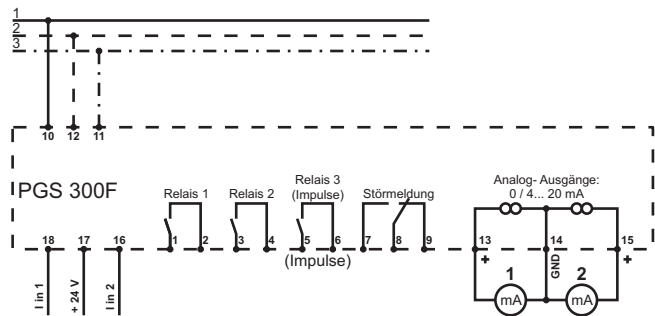 1
2
3
10 12 11
PGS 300F
Relais 1
Relais 2
Relais 3
(Impulse)
Störmeldung
Analog- Ausgänge:
0 / 4... 20 mA
18 17 16
1 2 3 4 5 6 7 8 9
13 14 15
(Impulse)
+
GND
+
I in 1
+ 24 V
I in 2
1 2
mA mA